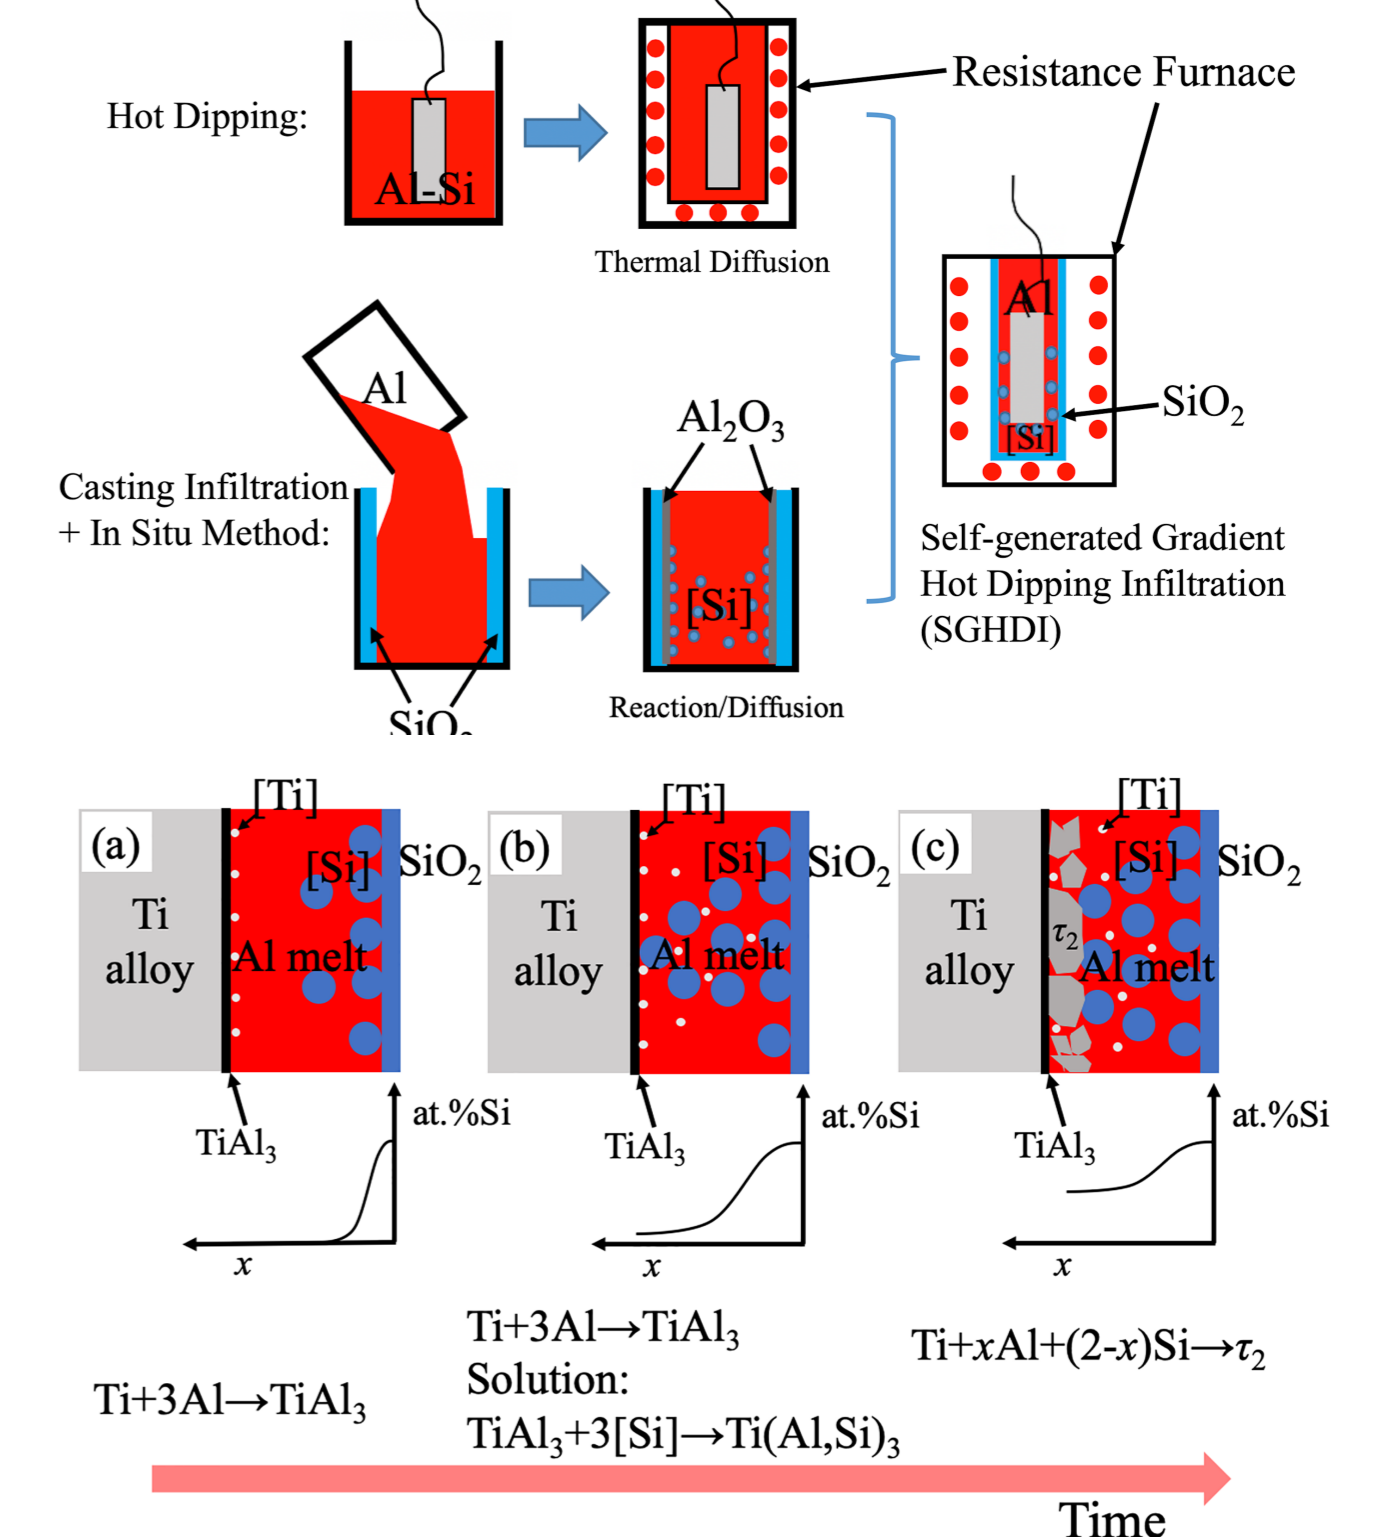 Resistance Furnace
Hot Dipping:
Al-Si
Thermal Diffusion
Al
[Si]
SiO₂
Al
Al₂O₃
Casting Infiltration
+ In Situ Method:
[Si]
SiO₂
Reaction/Diffusion
Self-generated Gradient
Hot Dipping Infiltration
(SGHDI)
(a)
[Ti]
[Si]
SiO₂
Ti
alloy
Al melt
TiAl₃
at.%Si
x
(b)
[Ti]
[Si]
SiO₂
Ti
alloy
Al melt
TiAl₃
at.%Si
x
(c)
[Ti]
[Si]
SiO₂
Ti
alloy
τ₂
Al melt
TiAl₃
at.%Si
x
Ti+3Al→TiAl₃
Ti+3Al→TiAl₃
Solution:
TiAl₃+3[Si]→Ti(Al,Si)₃
Ti+xAl+(2-x)Si→τ₂
Time